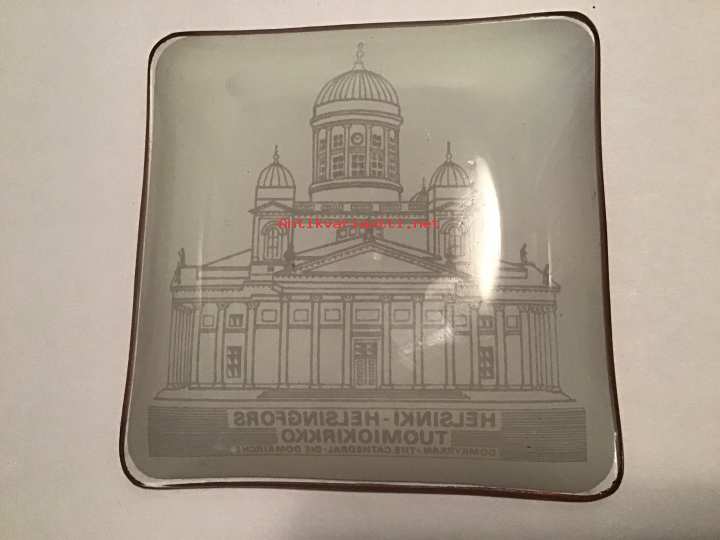 Antikvariaatti.net
HELSINKI - HELSINGFORS
TUOMIOKIRKKO
DOMKYRKAN · THE CATHEDRAL · DIE DOMKIRCHE